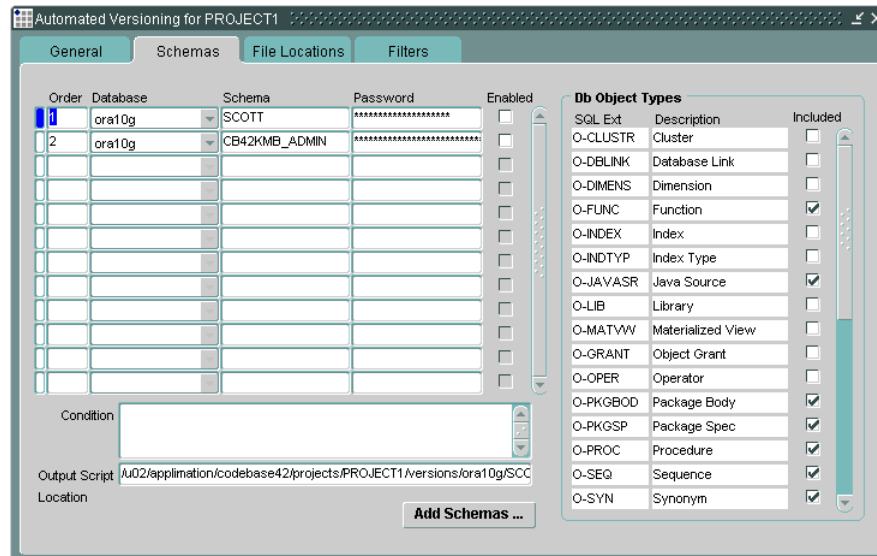 Automated Versioning for PROJECT1
General Schemas File Locations Filters
Order Database Schema Password Enabled
1 ora10g SCOTT ********************
2 ora10g CB42KMB_ADMIN ***************************
Condition
Output Script /u02/applimation/codebase42/projects/PROJECT1/versions/ora10g/SCO
Location
Add Schemas ...
Db Object Types
SQL Ext Description Included
O-CLUSTR Cluster
O-DBLINK Database Link
O-DIMENS Dimension
O-FUNC Function
O-INDEX Index
O-INDTYP Index Type
O-JAVASR Java Source
O-LIB Library
O-MATVW Materialized View
O-GRANT Object Grant
O-OPER Operator
O-PKGBOD Package Body
O-PKGSP Package Spec
O-PROC Procedure
O-SEQ Sequence
O-SYN Synonym